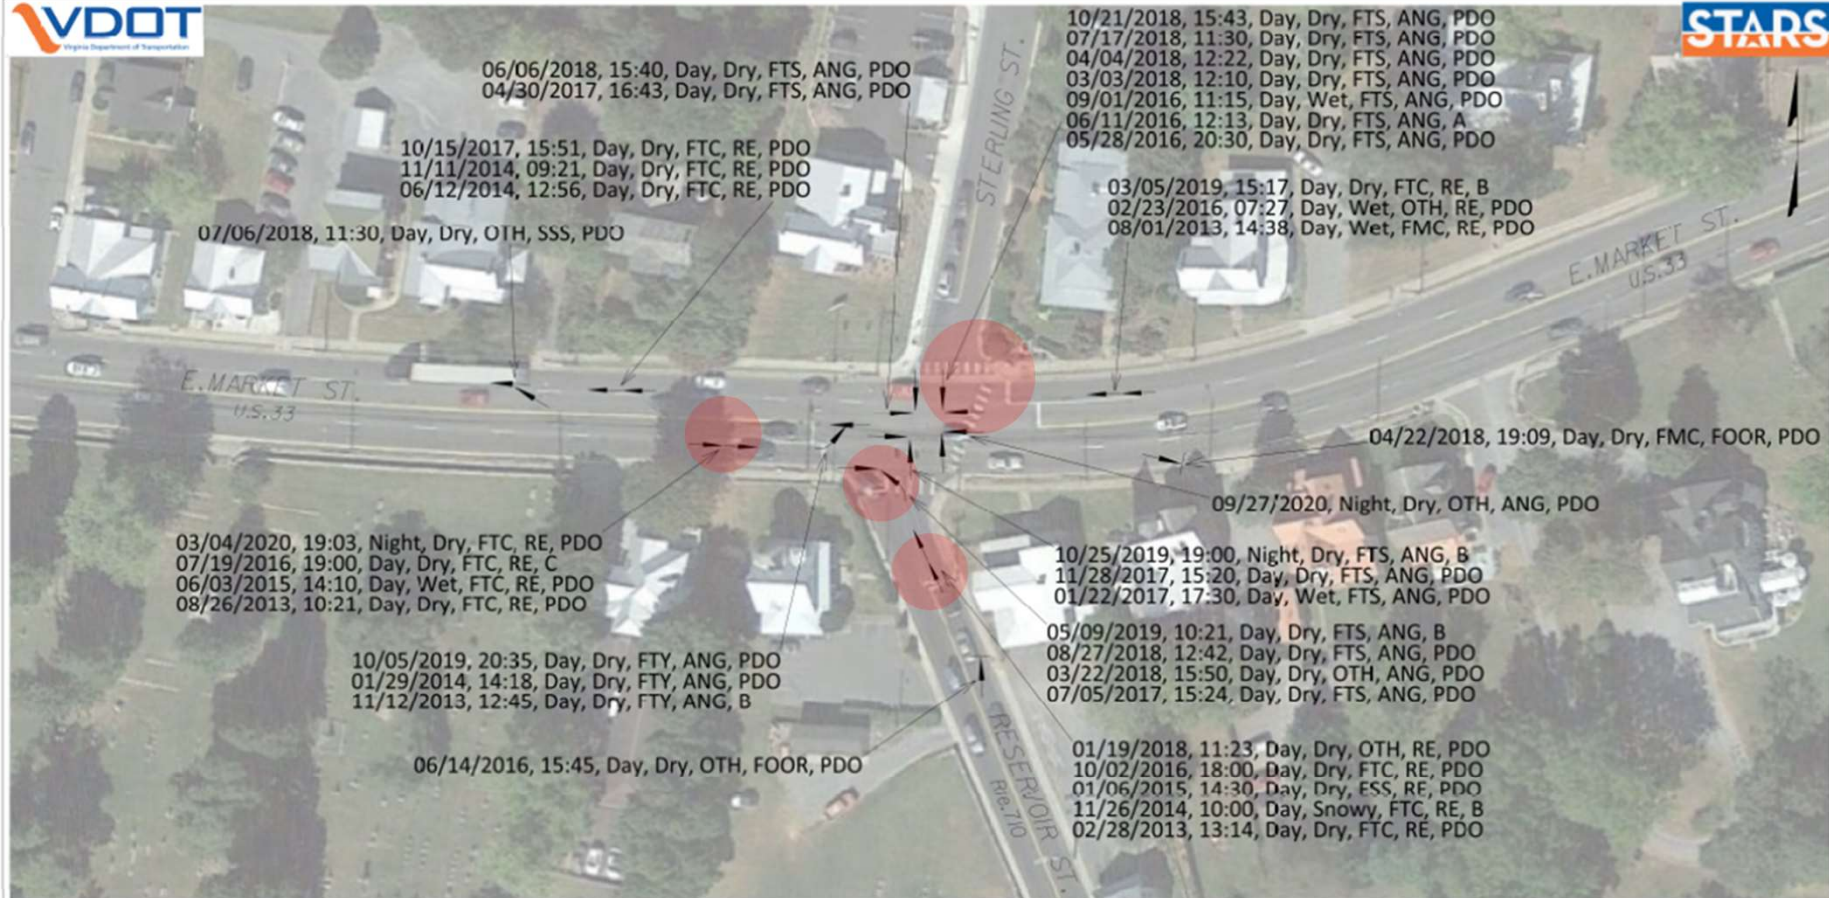 VDOT
Virginia Department of Transportation
STARS
10/21/2018, 15:43, Day, Dry, FTS, ANG, PDO
07/17/2018, 11:30, Day, Dry, FTS, ANG, PDO
04/04/2018, 12:22, Day, Dry, FTS, ANG, PDO
03/03/2018, 12:10, Day, Dry, FTS, ANG, PDO
09/01/2016, 11:15, Day, Wet, FTS, ANG, PDO
06/11/2016, 12:13, Day, Dry, FTS, ANG, A
05/28/2016, 20:30, Day, Dry, FTS, ANG, PDO
06/06/2018, 15:40, Day, Dry, FTS, ANG, PDO
04/30/2017, 16:43, Day, Dry, FTS, ANG, PDO
STERLING ST.
10/15/2017, 15:51, Day, Dry, FTC, RE, PDO
11/11/2014, 09:21, Day, Dry, FTC, RE, PDO
06/12/2014, 12:56, Day, Dry, FTC, RE, PDO
03/05/2019, 15:17, Day, Dry, FTC, RE, B
02/23/2016, 07:27, Day, Wet, OTH, RE, PDO
08/01/2013, 14:38, Day, Wet, FMC, RE, PDO
07/06/2018, 11:30, Day, Dry, OTH, SSS, PDO
E.MARKET ST.
U.S.33
E.MARKET ST.
U.S.33
04/22/2018, 19:09, Day, Dry, FMC, FOOR, PDO
09/27/2020, Night, Dry, OTH, ANG, PDO
03/04/2020, 19:03, Night, Dry, FTC, RE, PDO
07/19/2016, 19:00, Day, Dry, FTC, RE, C
06/03/2015, 14:10, Day, Wet, FTC, RE, PDO
08/26/2013, 10:21, Day, Dry, FTC, RE, PDO
10/25/2019, 19:00, Night, Dry, FTS, ANG, B
11/28/2017, 15:20, Day, Dry, FTS, ANG, PDO
01/22/2017, 17:30, Day, Wet, FTS, ANG, PDO
05/09/2019, 10:21, Day, Dry, FTS, ANG, B
08/27/2018, 12:42, Day, Dry, FTS, ANG, PDO
03/22/2018, 15:50, Day, Dry, OTH, ANG, PDO
07/05/2017, 15:24, Day, Dry, FTS, ANG, PDO
10/05/2019, 20:35, Day, Dry, FTY, ANG, PDO
01/29/2014, 14:18, Day, Dry, FTY, ANG, PDO
11/12/2013, 12:45, Day, Dry, FTY, ANG, B
06/14/2016, 15:45, Day, Dry, OTH, FOOR, PDO
RESERVOIR ST.
Rte.710
01/19/2018, 11:23, Day, Dry, OTH, RE, PDO
10/02/2016, 18:00, Day, Dry, FTC, RE, PDO
01/06/2015, 14:30, Day, Dry, ESS, RE, PDO
11/26/2014, 10:00, Day, Snowy, FTC, RE, B
02/28/2013, 13:14, Day, Dry, FTC, RE, PDO